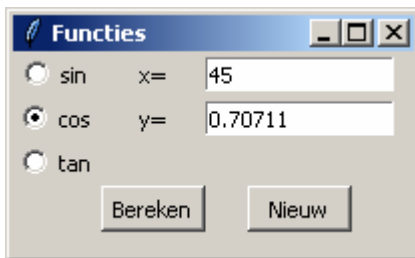 Functies
sin x= 45
cos y= 0.70711
tan
Bereken Nieuw